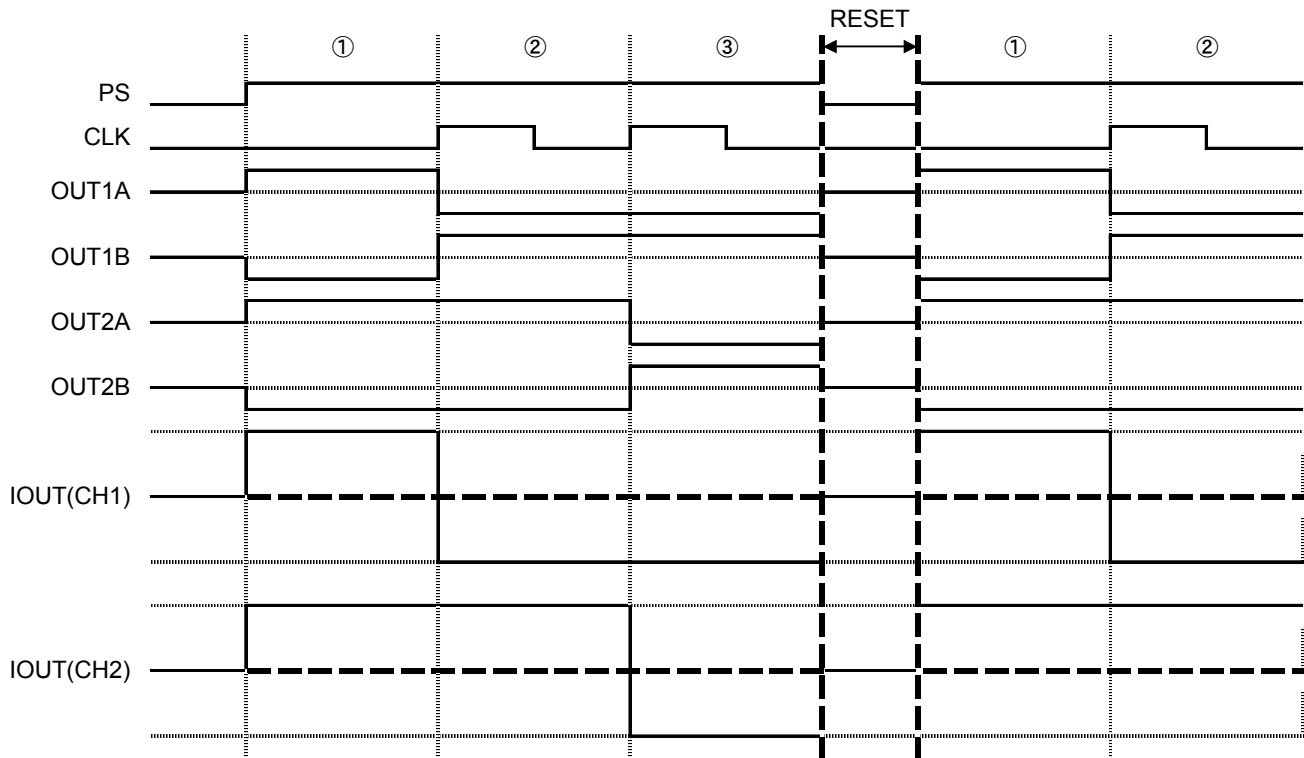 RESET
① ② ③ ① ②
PS
CLK
OUT1A
OUT1B
OUT2A
OUT2B
IOUT(CH1)
IOUT(CH2)